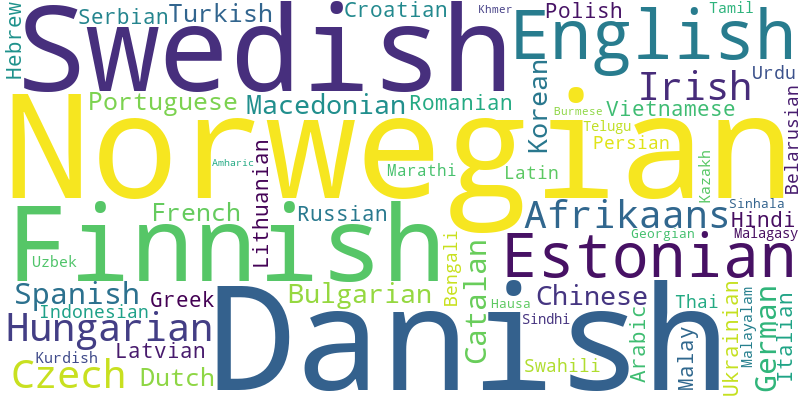 Hebrew
Serbian
Turkish
Croatian
Khmer
Polish
Tamil
Swedish
English
Irish
Urdu
Portuguese
Macedonian
Romanian
Korean
Burmese
Vietnamese
Belarusian
Norwegian
Telugu
Persian
Amharic
Lithuanian
Marathi
Latin
Kazakh
French
Russian
Afrikaans
Sinhala
Hindi
Finnish
Georgian
Malagasy
Uzbek
Bengali
Catalan
Estonian
Spanish
Indonesian
Greek
Bulgarian
Hausa
Chinese
Thai
Ukrainian
Malayalam
German
Italian
Hungarian
Danish
Sindhi
Arabic
Malay
Latvian
Kurdish
Czech
Dutch
Swahili